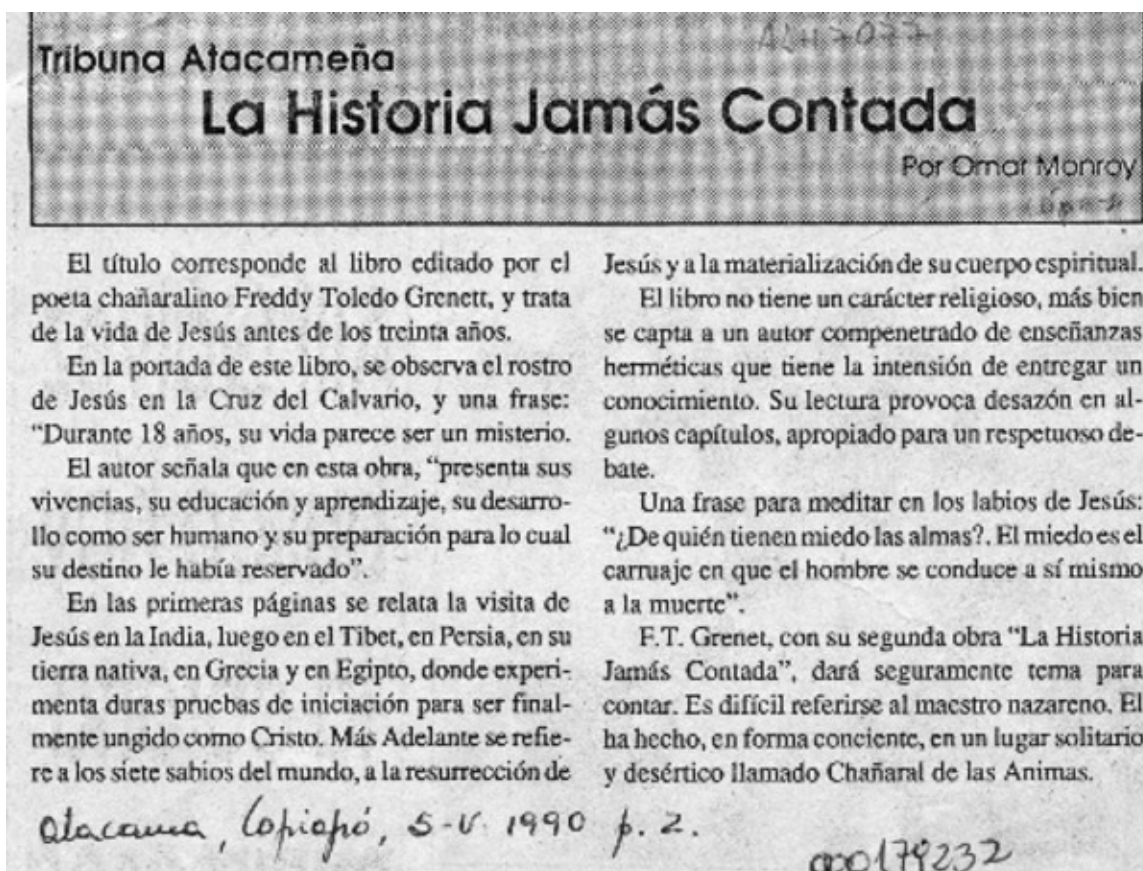 Tribuna Atacameña
La Historia Jamás Contada
Por Omar Monroy
El título corresponde al libro editado por el
poeta chañaralino Freddy Toledo Grenett, y trata
de la vida de Jesús antes de los treinta años.
En la portada de este libro, se observa el rostro
de Jesús en la Cruz del Calvario, y una frase:
“Durante 18 años, su vida parece ser un misterio.
El autor señala que en esta obra, “presenta sus
vivencias, su educación y aprendizaje, su desarro-
llo como ser humano y su preparación para lo cual
su destino le había reservado”.
En las primeras páginas se relata la visita de
Jesús en la India, luego en el Tibet, en Persia, en su
tierra nativa, en Grecia y en Egipto, donde experi-
menta duras pruebas de iniciación para ser final-
mente ungido como Cristo. Más Adelante se refie-
re a los siete sabios del mundo, a la resurrección de
Jesús y a la materialización de su cuerpo espiritual.
El libro no tiene un carácter religioso, más bien
se capta a un autor compenetrado de enseñanzas
herméticas que tiene la intensión de entregar un
conocimiento. Su lectura provoca desazón en al-
gunos capítulos, apropiado para un respetuoso de-
bate.
Una frase para meditar en los labios de Jesús:
“¿De quién tienen miedo las almas?. El miedo es el
carruaje en que el hombre se conduce a sí mismo
a la muerte”.
F.T. Grenet, con su segunda obra “La Historia
Jamás Contada”, dará seguramente tema para
contar. Es difícil referirse al maestro nazareno. El
ha hecho, en forma conciente, en un lugar solitario
y desértico llamado Chañaral de las Animas.
Atacama, Copiapó, 5-V. 1990 p. 2.
000179232